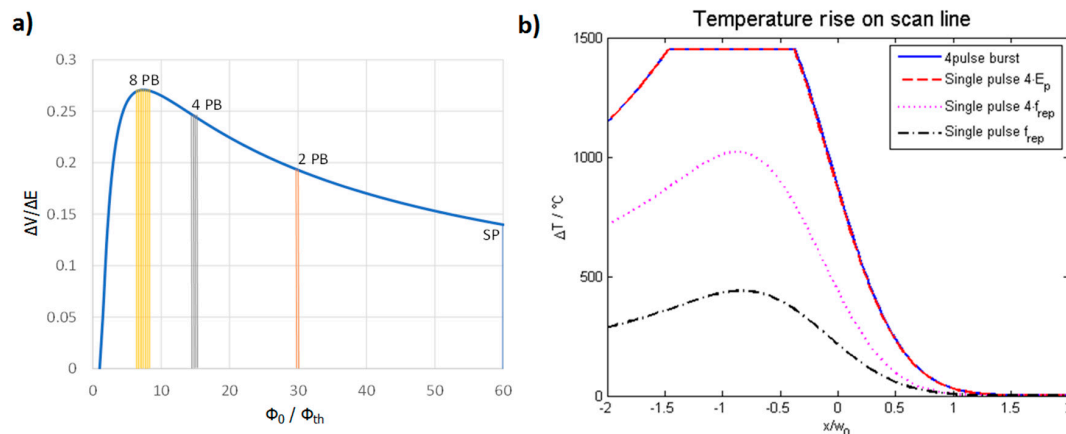 a)
ΔV/ΔE
0.3
0.25
0.2
0.15
0.1
0.05
0
8 PB
4 PB
2 PB
SP
0 10 20 30 40 50 60
Φ0 / Φth
b)
Temperature rise on scan line
ΔT / °C
1500
1000
500
0
4pulse burst
Single pulse 4·Ep
Single pulse 4·frep
Single pulse frep
-2 -1.5 -1 -0.5 0 0.5 1 1.5 2
x/w0